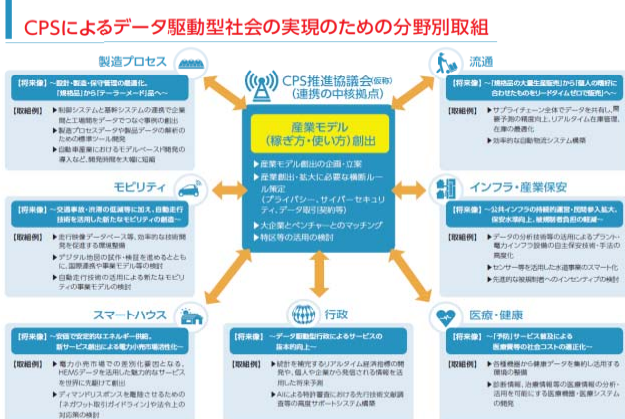 CPSによるデータ駆動型社会の実現のための分野別取組
製造プロセス
【将来像】 ～設計・製造・保守管理の最適化、
「規格品」から「テーラーメード」品へ～
【取組例】 ▶制御システムと基幹システムの連携で企業
間と工場間をデータでつなぐ事例の創出
▶製造プロセスデータや製品データの解析の
ための標準ツール開発
▶自動車産業におけるモデルベースド開発の
導入など、開発時間を大幅に短縮
モビリティ
【将来像】 ～交通事故・渋滞の低減等に加え、自動走行
技術を活用した新たなモビリティの創造～
【取組例】 ▶走行映像データベース等、効率的な技術開
発を促進する環境整備
▶デジタル地図の試作・検証を進めるととも
に、国際連携や事業モデル等の検討
▶自動走行技術の活用による新たなモビリ
ティの事業モデルの検討
スマートハウス
【将来像】 ～安価で安定的なエネルギー供給、
新サービス創出による電力小売市場活性化～
【取組例】 ▶電力小売市場での差別化要因となる、
HEMSデータを活用した魅力的なサービス
を世界に先駆けて創出
▶ディマンドリスポンスを離陸させるための
「ネガワット取引ガイドライン」や法令上の
対応策の検討
CPS推進協議会(仮称)
(連携の中核拠点)
産業モデル
(稼ぎ方・使い方)創出
▶産業モデル創出の企画・立案
▶産業創出・拡大に必要な横断ルー
ル策定
(プライバシー、サイバーセキュリ
ティ、データ取引契約等)
▶大企業とベンチャーとのマッチング
▶特区等の活用の検討
行政
【将来像】 ～データ駆動型行政によるサービスの
抜本的向上～
【取組例】 ▶統計を補完するリアルタイム経済指標の開
発や、個人や企業から発信される情報を活
用した将来予測
▶AIによる特許審査における先行技術文献調
査等の高度サポートシステム構築
流通
【将来像】 ～「規格品の大量生産販売」から「個人の嗜好に
合わせたものをリードタイムゼロで販売」へ～
【取組例】 ▶サプライチェーン全体でデータを共有し、需
要予測の精度向上、リアルタイム在庫管理、
在庫の最適化
▶効率的な自動物流システム構築
インフラ・産業保安
【将来像】 ～公共インフラの持続的運営・民間参入拡大、
保安水準向上、被規制者負担の軽減～
【取組例】 ▶データの分析技術等の活用によるプラント・
電力インフラ設備の自主保安技術・手法の
高度化
▶センサー等を活用した水道事業のスマート化
▶先進的な被規制者へのインセンティブの検討
医療・健康
【将来像】 ～「予防」サービス普及による
医療費等の社会コストの適正化～
【取組例】 ▶各種機器から健康データを集約し活用する
環境の整備
▶診断情報、治療情報等の医療情報の分析・
活用を可能にする医療機器・医療システム
の開発